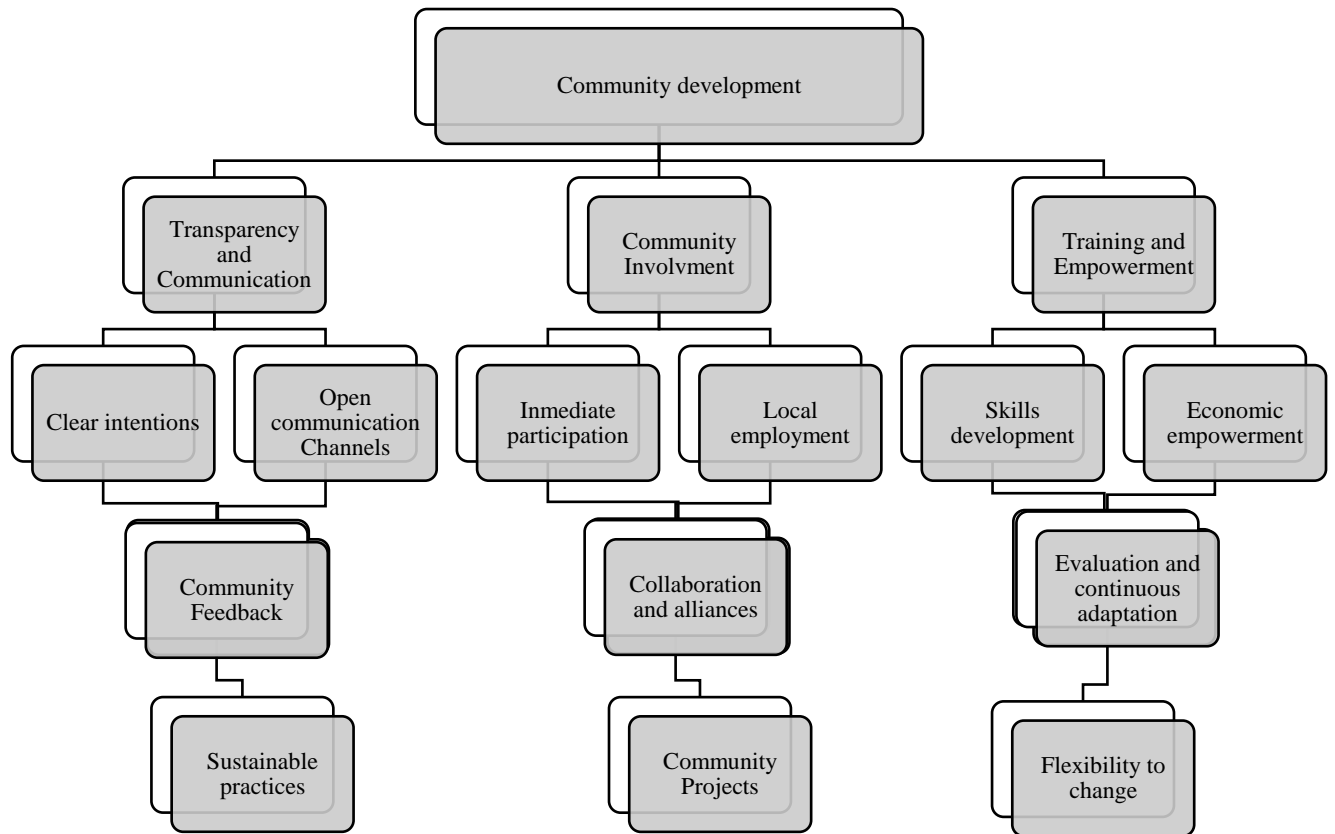 Community development
Transparency
and
Communication
Community
Involvment
Training and
Empowerment
Clear intentions
Open
communication
Channels
Inmediate
participation
Local
employment
Skills
development
Economic
empowerment
Community
Feedback
Collaboration
and alliances
Evaluation and
continuous
adaptation
Sustainable
practices
Community
Projects
Flexibility to
change